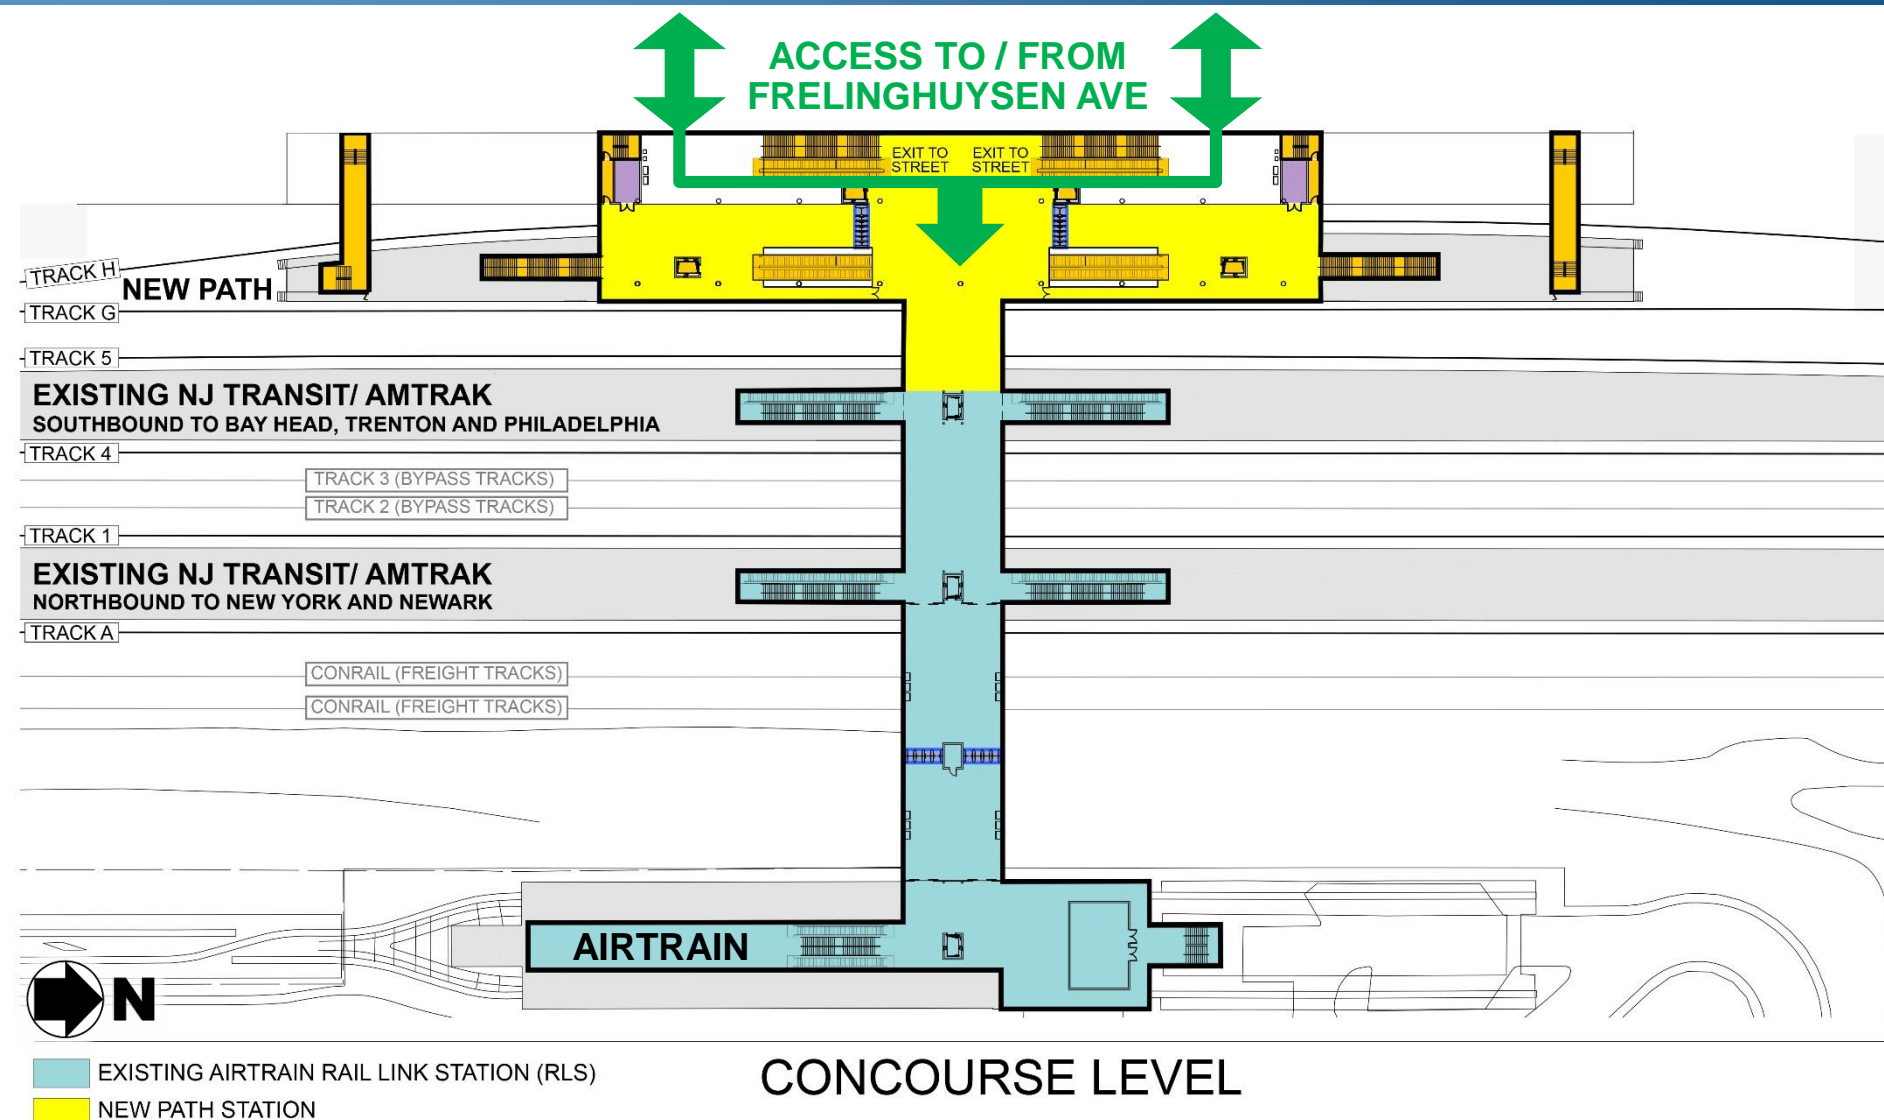 ACCESS TO / FROM
FRELINGHUYSEN AVE
EXIT TO
STREET
EXIT TO
STREET
TRACK H
NEW PATH
TRACK G
TRACK 5
EXISTING NJ TRANSIT/ AMTRAK
SOUTHBOUND TO BAY HEAD, TRENTON AND PHILADELPHIA
TRACK 4
TRACK 3 (BYPASS TRACKS)
TRACK 2 (BYPASS TRACKS)
TRACK 1
EXISTING NJ TRANSIT/ AMTRAK
NORTHBOUND TO NEW YORK AND NEWARK
TRACK A
CONRAIL (FREIGHT TRACKS)
CONRAIL (FREIGHT TRACKS)
AIRTRAIN
N
EXISTING AIRTRAIN RAIL LINK STATION (RLS)
NEW PATH STATION
CONCOURSE LEVEL